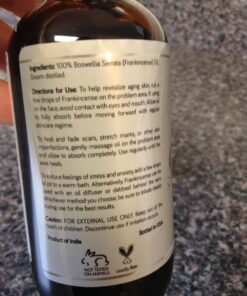 Ingredients: 100% Boswellia Serrata (Frankincense) Oil,
Steam distilled.
Directions for Use: To help revitalize aging skin, rub a
few drops of Frankincense on the problem area. If using
on the face, avoid contact with eyes and mouth. Allow oil
to fully absorb before moving forward with regular
skincare regime.
To heal and fade scars, stretch marks, or other skin
imperfections, gently massage oil on the problem area
and allow to absorb completely. Use regularly until the
area clears.
To reduce feelings of stress and anxiety, add a few drops
of oil to a warm bath. Alternatively, Frankincense can be
used with an oil diffuser or dabbed behind the ears.
Whichever method you choose be sure to inhale deeply
during use for the best results.
Caution: FOR EXTERNAL USE ONLY. Keep out of the
reach of children. Discontinue use if irritation occurs.
Product of India
Bottled in USA
NOT TESTED
ON ANIMALS
cruelty free